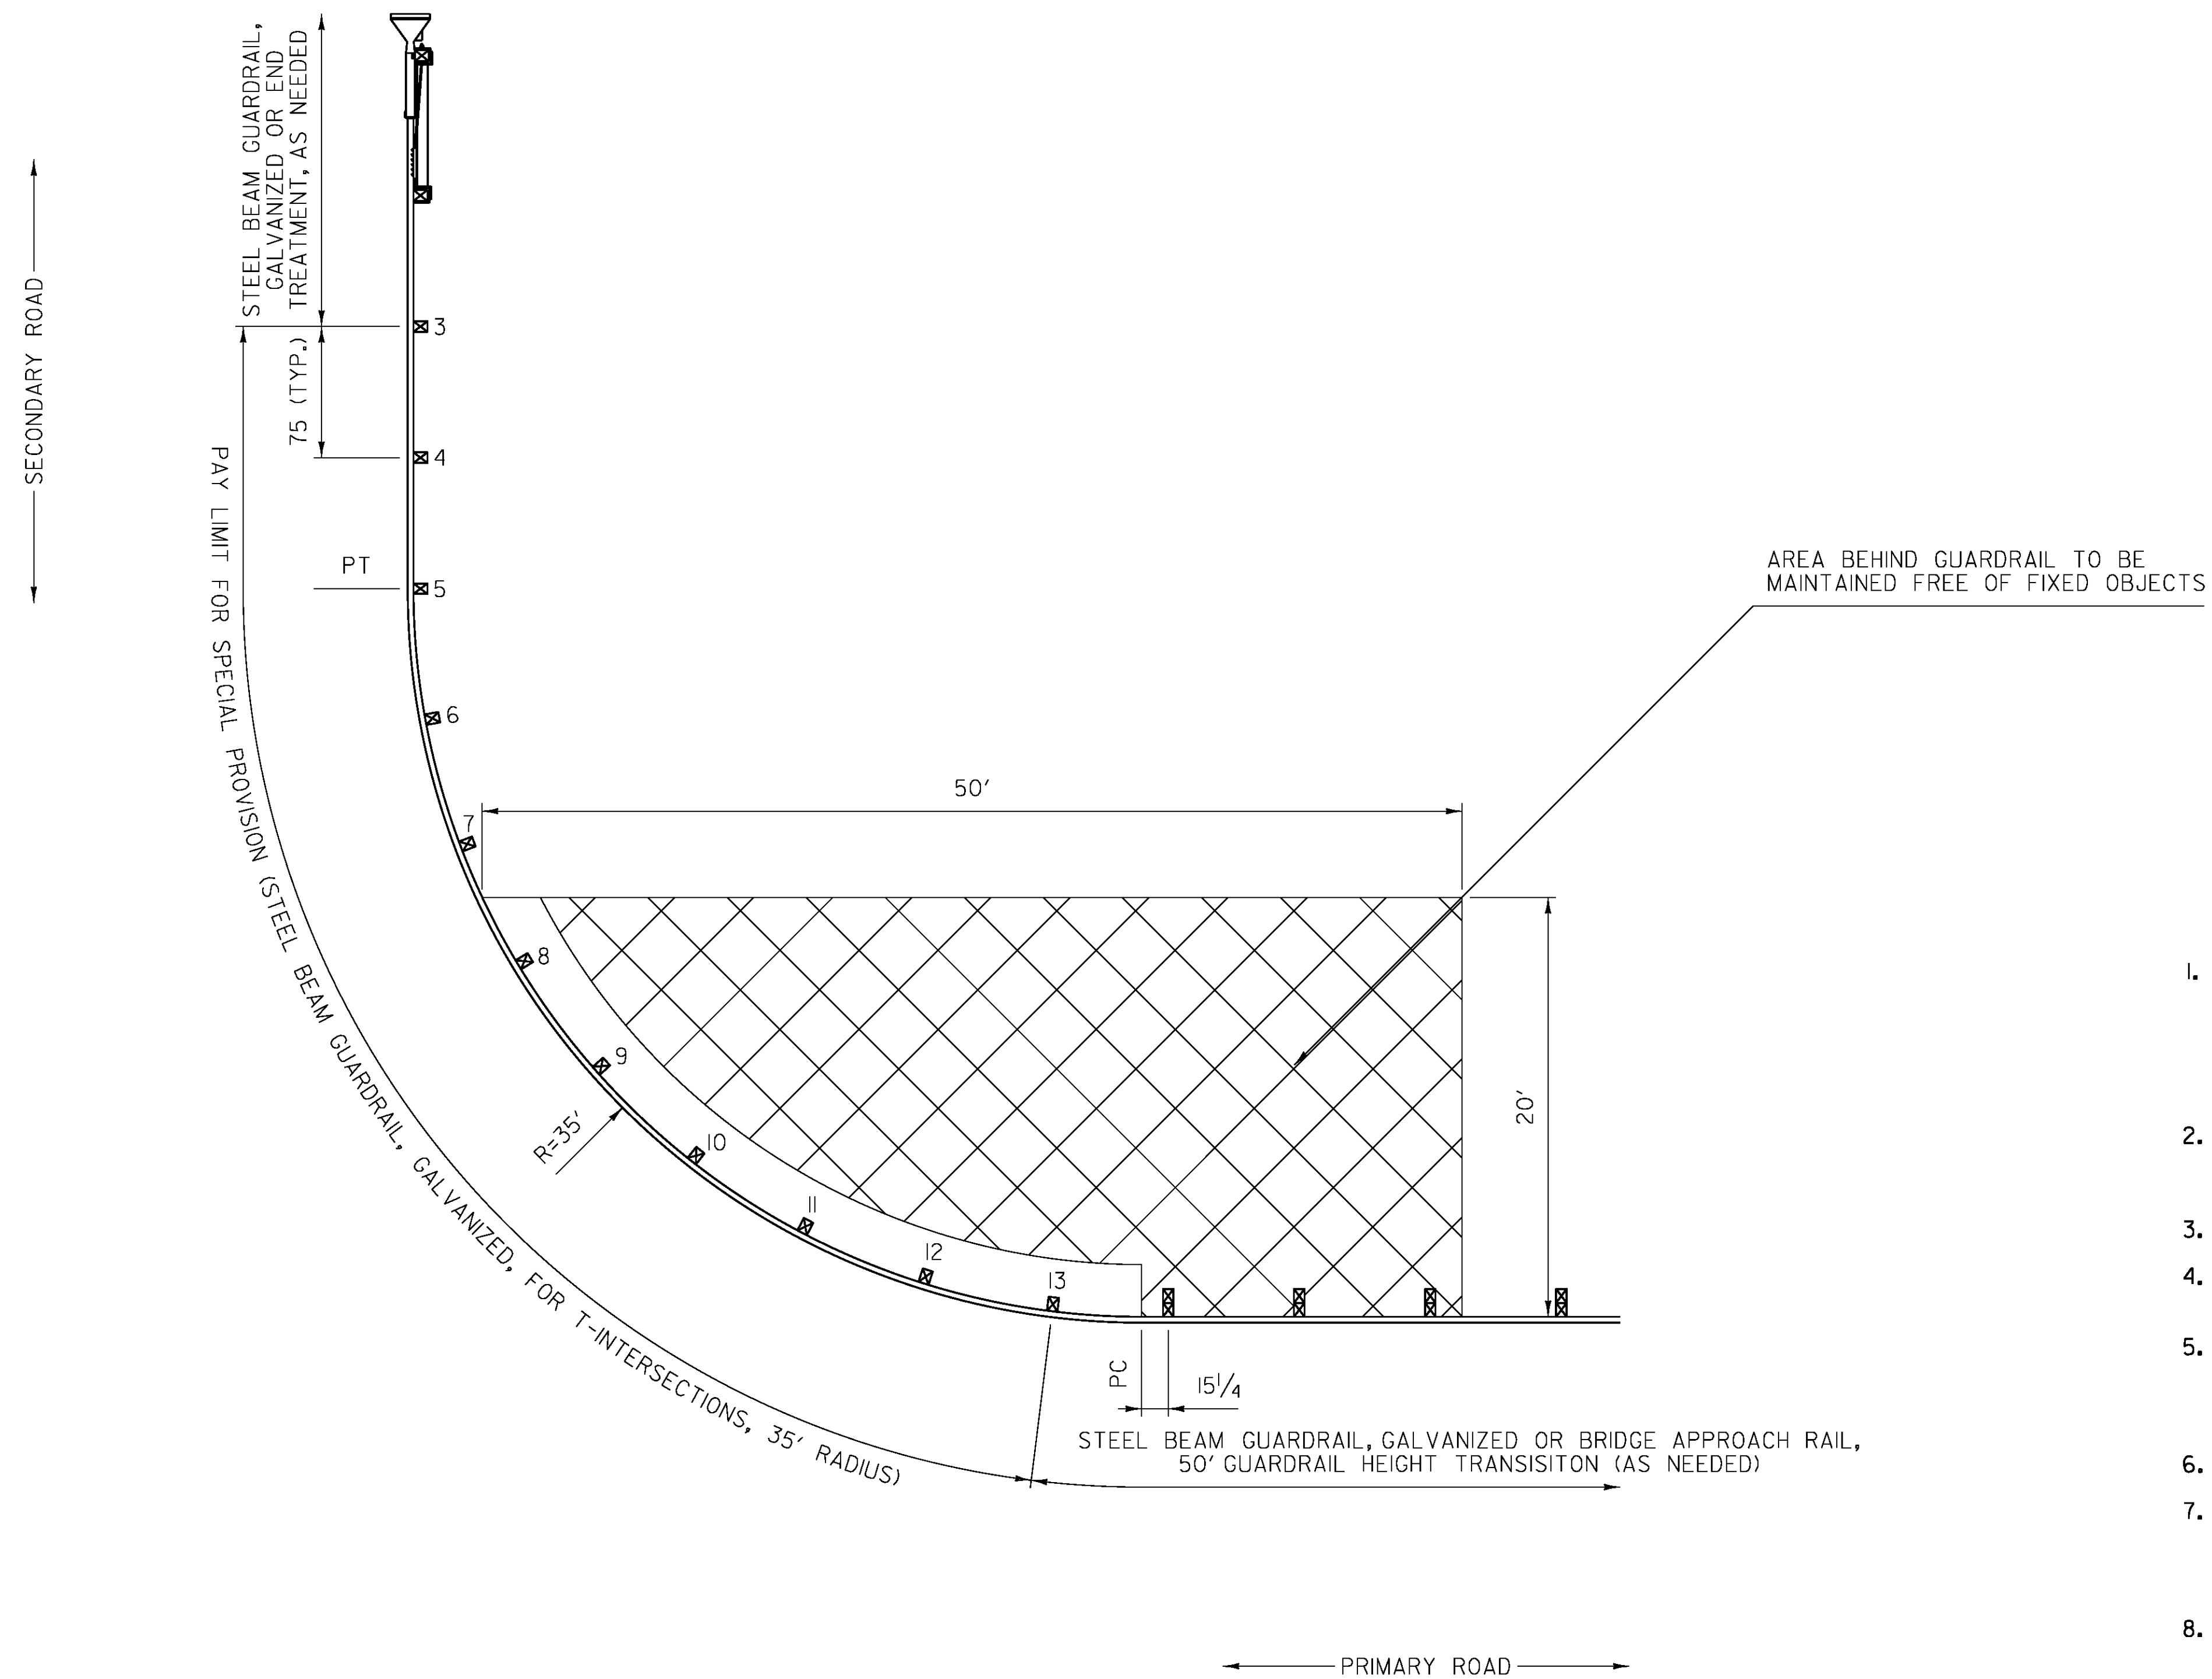 STEEL BEAM GUARDRAIL,
GALVANIZED OR END
TREATMENT, AS NEEDED
SECONDARY ROAD
3
75 (TYP.)
4
PT
5
PAY LIMIT FOR SPECIAL PROVISION (STEEL BEAM GUARDRAIL, GALVANIZED, FOR T-INTERSECTIONS, 35' RADIUS)
AREA BEHIND GUARDRAIL TO BE
MAINTAINED FREE OF FIXED OBJECTS
6
50'
7
8
9
10
11
12
13
R=35'
20'
PC
15 1/4
STEEL BEAM GUARDRAIL, GALVANIZED OR BRIDGE APPROACH RAIL,
50' GUARDRAIL HEIGHT TRANSISITON (AS NEEDED)
PRIMARY ROAD
1.
2.
3.
4.
5.
6.
7.
8.